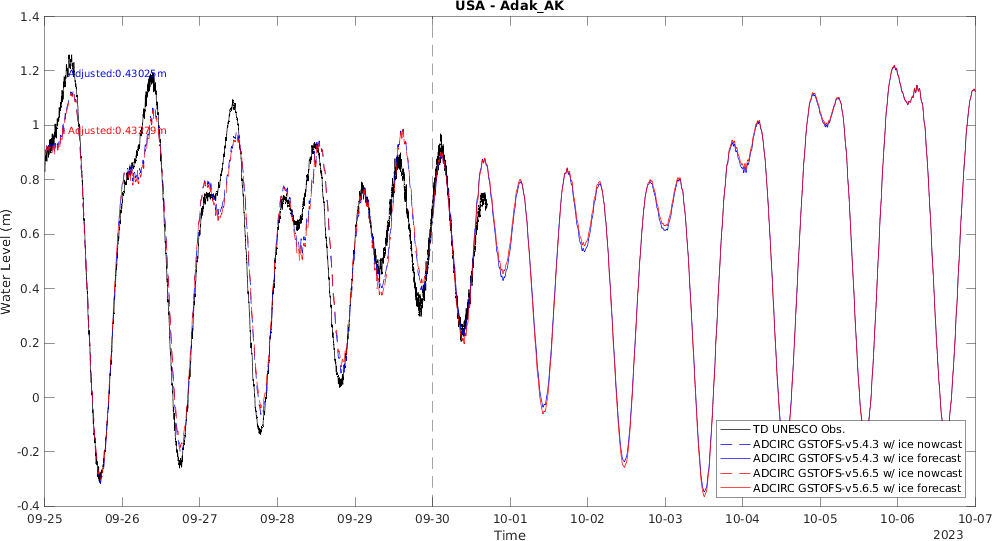 USA - Adak_AK
1.4
1.2
1
0.8
0.6
0.4
0.2
0
-0.2
-0.4
Water Level (m)
Adjusted:0.43025m
Adjusted:0.43379m
TD UNESCO Obs.
ADCIRC GSTOFS-v5.4.3 w/ ice nowcast
ADCIRC GSTOFS-v5.4.3 w/ ice forecast
ADCIRC GSTOFS-v5.6.5 w/ ice nowcast
ADCIRC GSTOFS-v5.6.5 w/ ice forecast
09-25 09-26 09-27 09-28 09-29 09-30 10-01 10-02 10-03 10-04 10-05 10-06 10-07
Time
2023